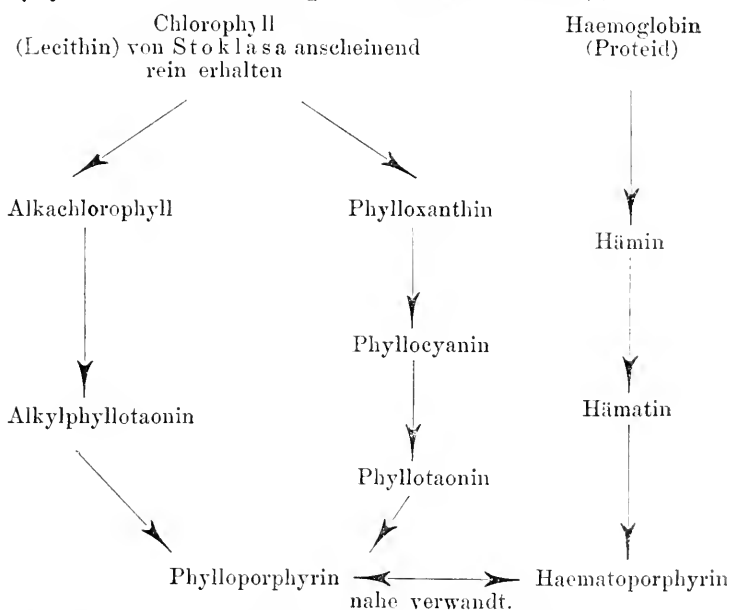 Chlorophyll
(Lecithin) von Stoklasa anscheinend
rein erhalten
Haemoglobin
(Proteid)
Alkachlorophyll
Phylloxanthin
Hämin
Phyllocyanin
Alkylphyllotaonin
Hämatin
Phyllotaonin
Phylloporphyrin
Haematoporphyrin
nahe verwandt.